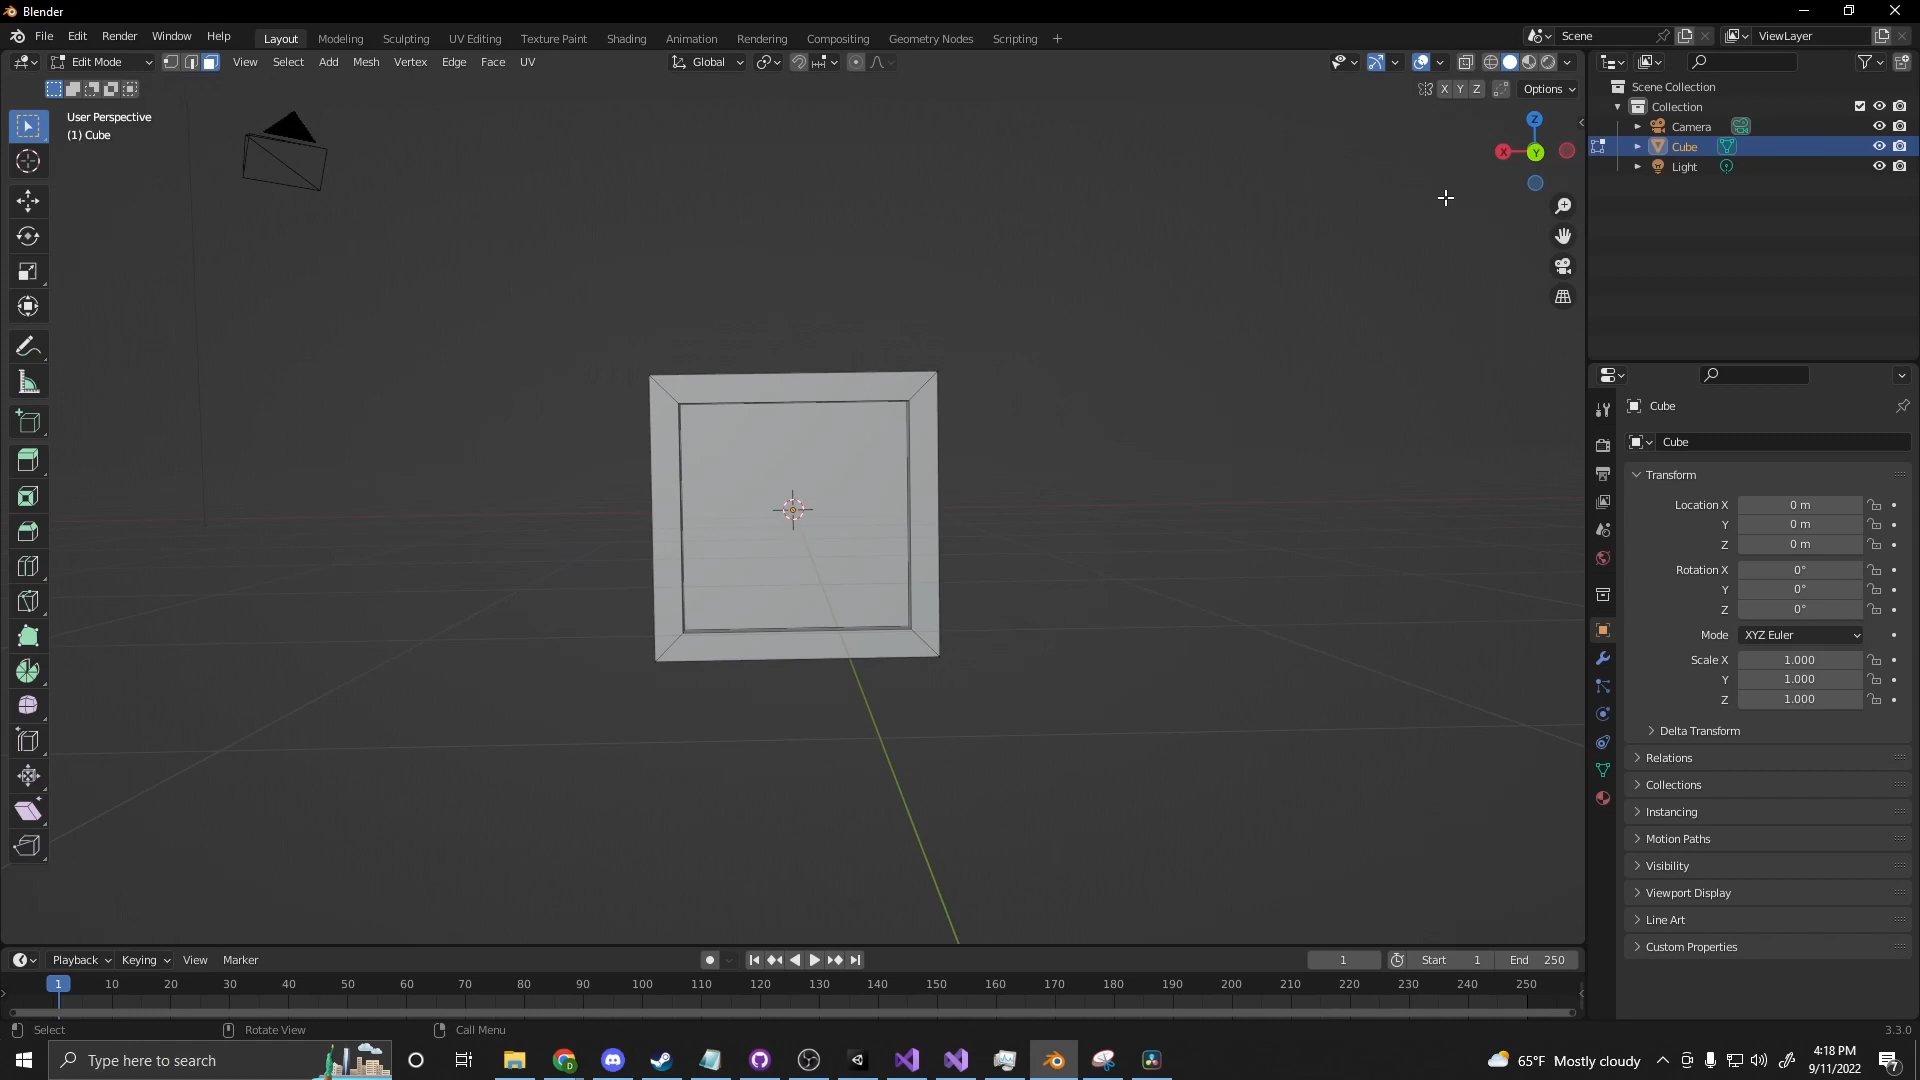 Blender
File Edit Render Window Help
Layout Modeling Sculpting UV Editing Texture Paint Shading Animation Rendering Compositing Geometry Nodes Scripting +
Scene
ViewLayer
Edit Mode View Select Add Mesh Vertex Edge Face UV
Global
X Y Z Options
User Perspective
(1) Cube
Z
X
Y
Scene Collection
Collection
Camera
Cube
Light
Cube
Cube
Transform
Location X 0 m
Y 0 m
Z 0 m
Rotation X 0°
Y 0°
Z 0°
Mode XYZ Euler
Scale X 1.000
Y 1.000
Z 1.000
Delta Transform
Relations
Collections
Instancing
Motion Paths
Visibility
Viewport Display
Line Art
Custom Properties
Playback Keying View Marker
1 Start 1 End 250
1 10 20 30 40 50 60 70 80 90 100 110 120 130 140 150 160 170 180 190 200 210 220 230 240 250
Select Rotate View Call Menu
3.3.0
Type here to search
65°F Mostly cloudy
4:18 PM
9/11/2022
7